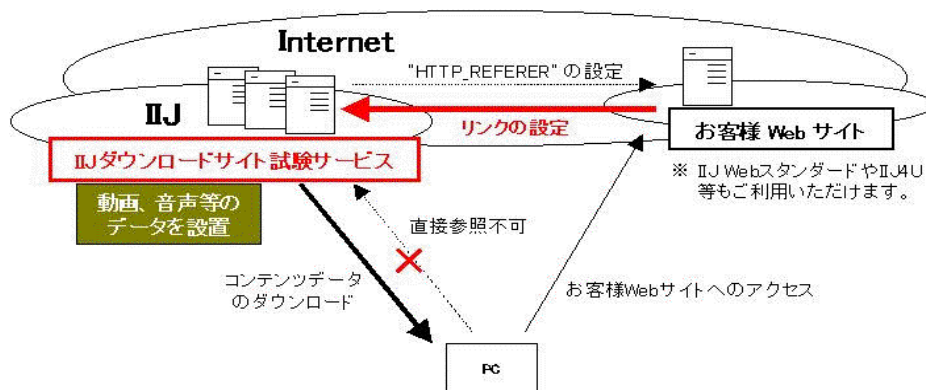 Internet
"HTTP_REFERER" の設定
IIJ
リンクの設定
お客様 Web サイト
IIJダウンロードサイト試験サービス
※ IIJ WebスタンダードやIIJ4U
等もご利用いただけます。
動画、音声等の
データを設置
直接参照不可
コンテンツデータ
のダウンロード
お客様Webサイトへのアクセス
PC